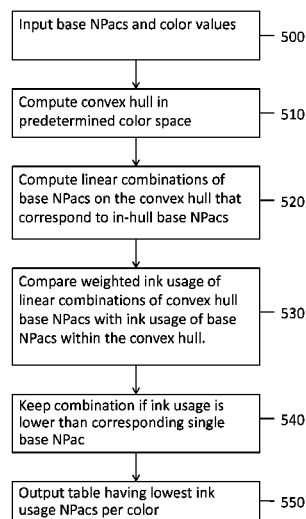 Input base NPacs and color values
500
Compute convex hull in
predetermined color space
510
Compute linear combinations of
base NPacs on the convex hull that
correspond to in-hull base NPacs
520
Compare weighted ink usage of
linear combinations of convex hull
base NPacs with ink usage of base
NPacs within the convex hull.
530
Keep combination if ink usage is
lower than corresponding single
base NPac
540
Output table having lowest ink
usage NPacs per color
550